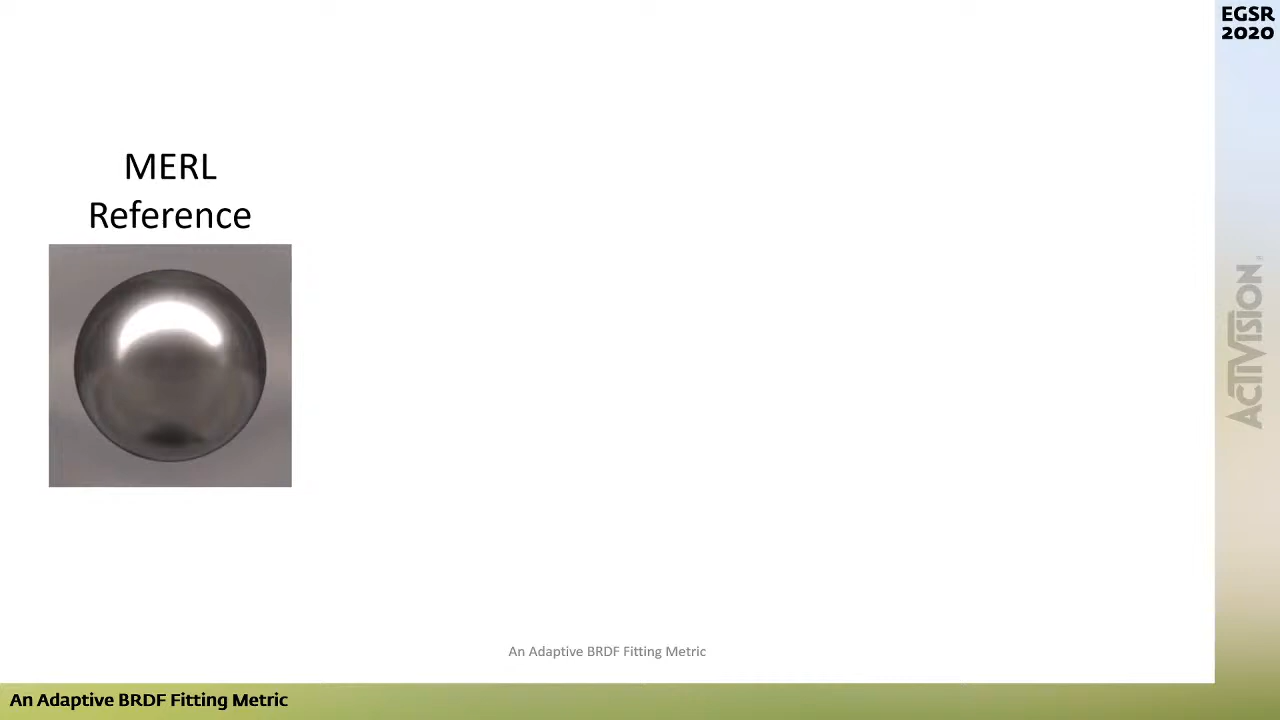 EGSR
2020
MERL
Reference
ACTIVISION®
An Adaptive BRDF Fitting Metric
An Adaptive BRDF Fitting Metric